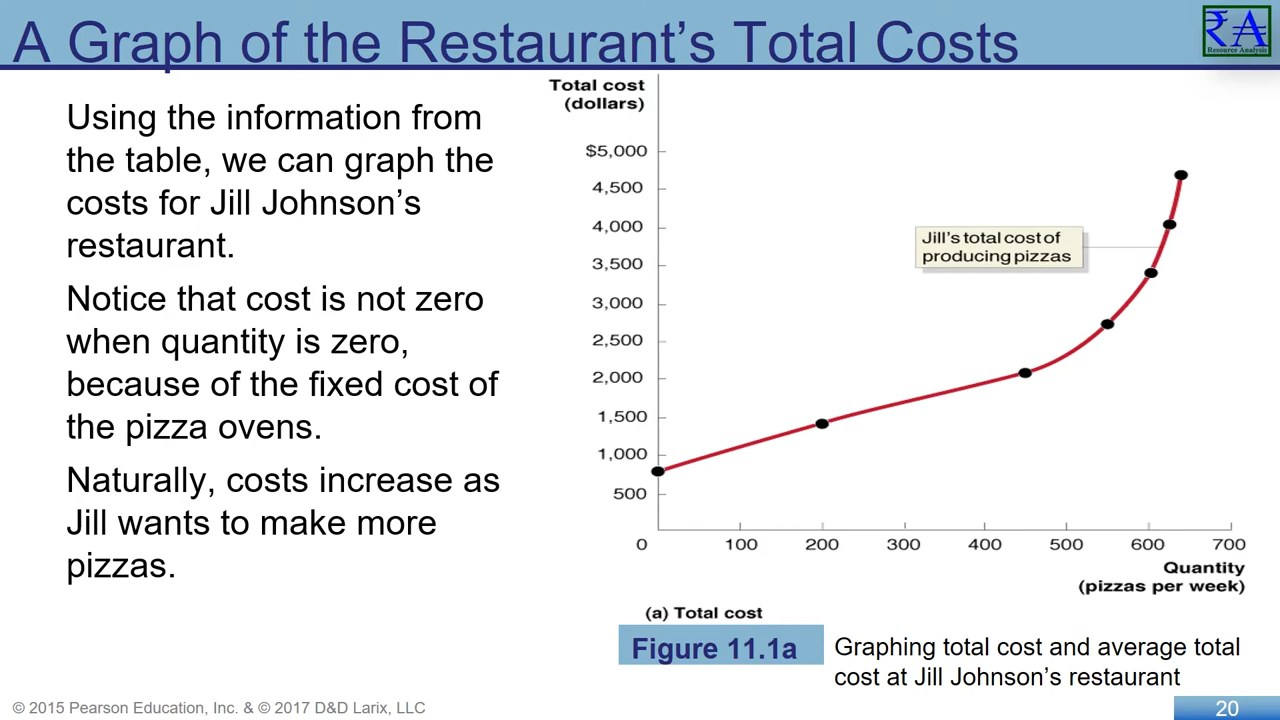 A Graph of the Restaurant’s Total Costs
₹A
Resource Analysis
Using the information from
the table, we can graph the
costs for Jill Johnson’s
restaurant.
Notice that cost is not zero
when quantity is zero,
because of the fixed cost of
the pizza ovens.
Naturally, costs increase as
Jill wants to make more
pizzas.
Total cost
(dollars)
$5,000
4,500
4,000
3,500
3,000
2,500
2,000
1,500
1,000
500
Jill’s total cost of
producing pizzas
0 100 200 300 400 500 600 700
Quantity
(pizzas per week)
(a) Total cost
Figure 11.1a
Graphing total cost and average total
cost at Jill Johnson’s restaurant
© 2015 Pearson Education, Inc. & © 2017 D&D Larix, LLC
20